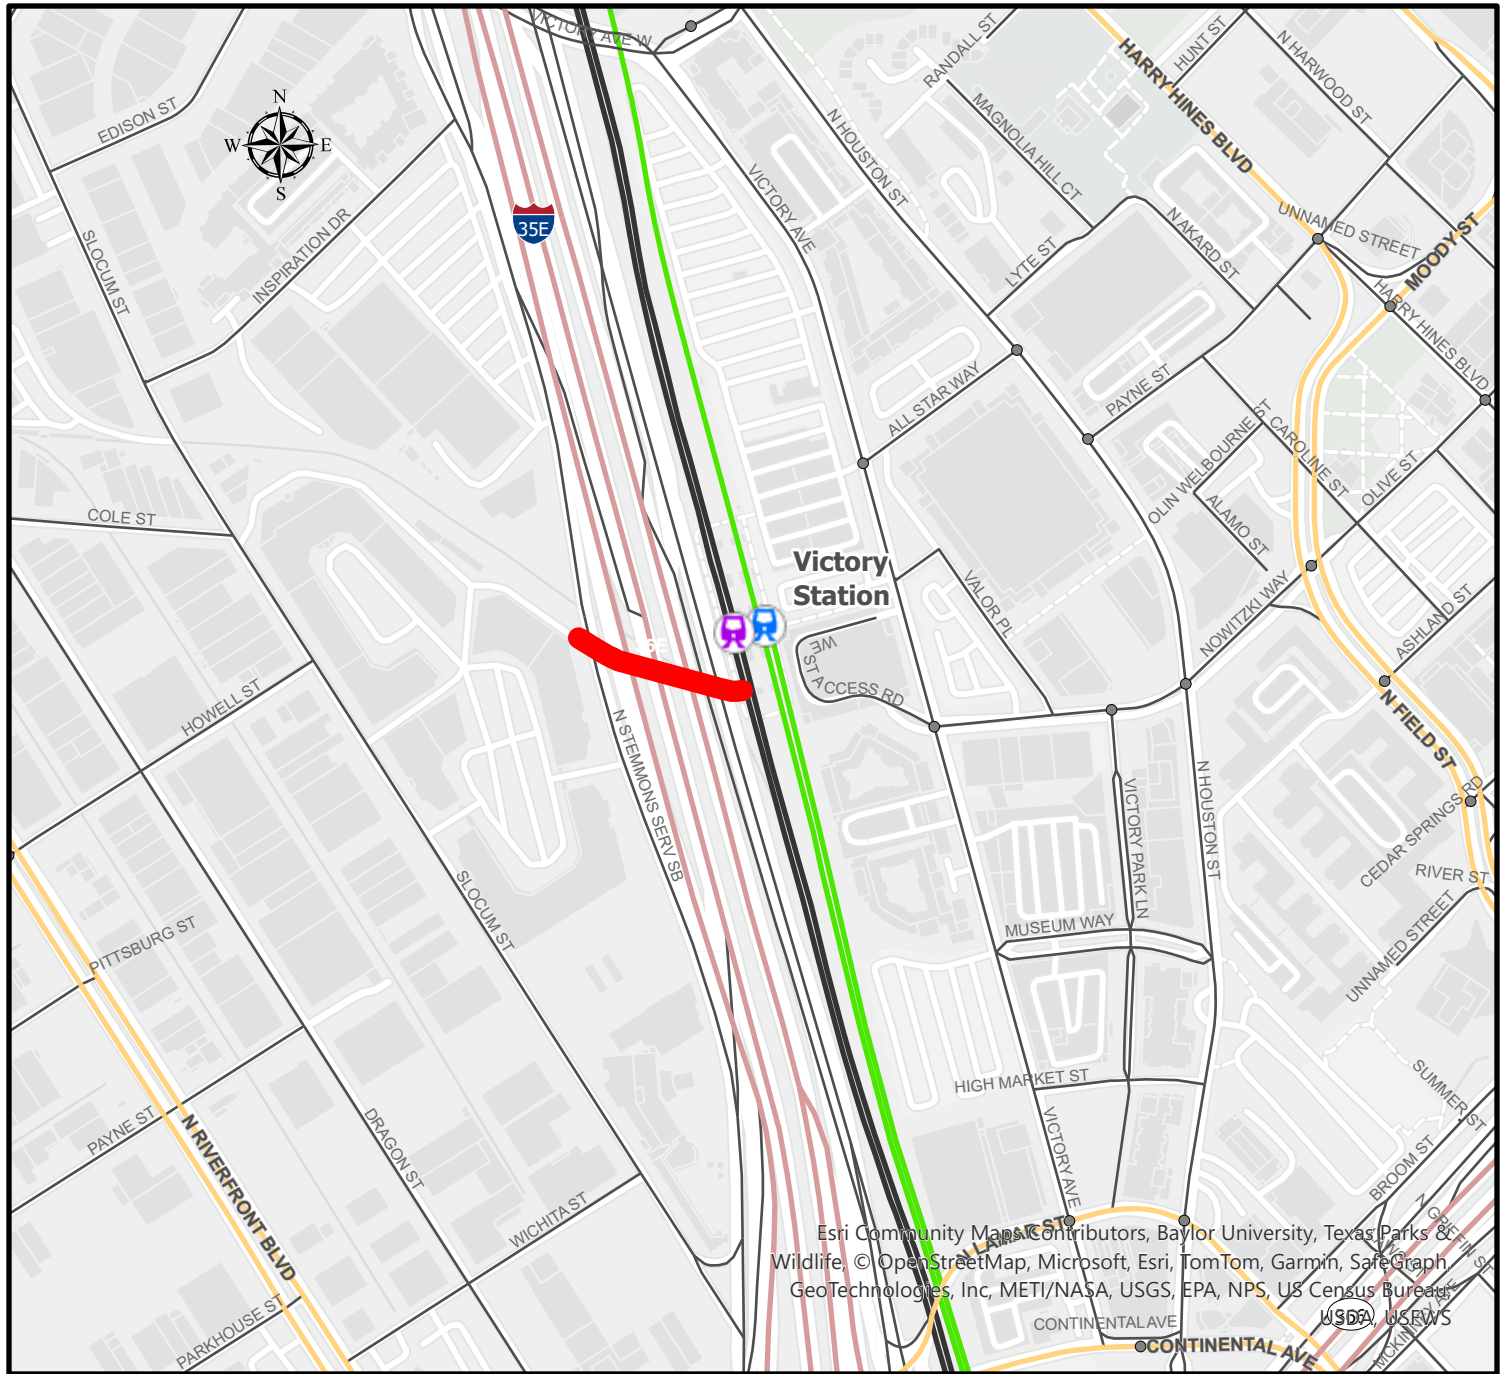 VICTORY AVE W
RANDALL ST
HUNT ST
N HARWOOD ST
HARRY HINES BLVD
EDISON ST
N
W
E
S
MAGNOLIA HILL CT
N HOUSTON ST
VICTORY AVE
35E
INSPIRATION DR
SLOCUM ST
LYTE ST
N AKARD ST
UNNAMED STREET
MOODY ST
HARRY HINES BLVD
ALL STAR WAY
PAYNE ST
OLIN WELBOURNE ST
CAROLINE ST
OLIVE ST
ALAMO ST
COLE ST
Victory
Station
VALOR PL
NOWITZKI WAY
ASHLAND ST
WEST ACCESS RD
HOWELL ST
N STEMMONS SERV SB
N FIELD ST
N HOUSTON ST
VICTORY PARK LN
CEDAR SPRINGS RD
RIVER ST
UNNAMED STREET
SLOCUM ST
MUSEUM WAY
PITTSBURG ST
HIGH MARKET ST
VICTORY AVE
SUMMER ST
BROOM ST
PAYNE ST
DRAGON ST
N RIVERFRONT BLVD
WICHITA ST
PARKHOUSE ST
N GRIFFIN ST
N LAMAR ST
Esri Community Maps Contributors, Baylor University, Texas Parks &
Wildlife, © OpenStreetMap, Microsoft, Esri, TomTom, Garmin, SafeGraph,
GeoTechnologies, Inc, METI/NASA, USGS, EPA, NPS, US Census Bureau,
USDA, USFWS
CONTINENTAL AVE
CONTINENTAL AVE
MCKINNEY AVE